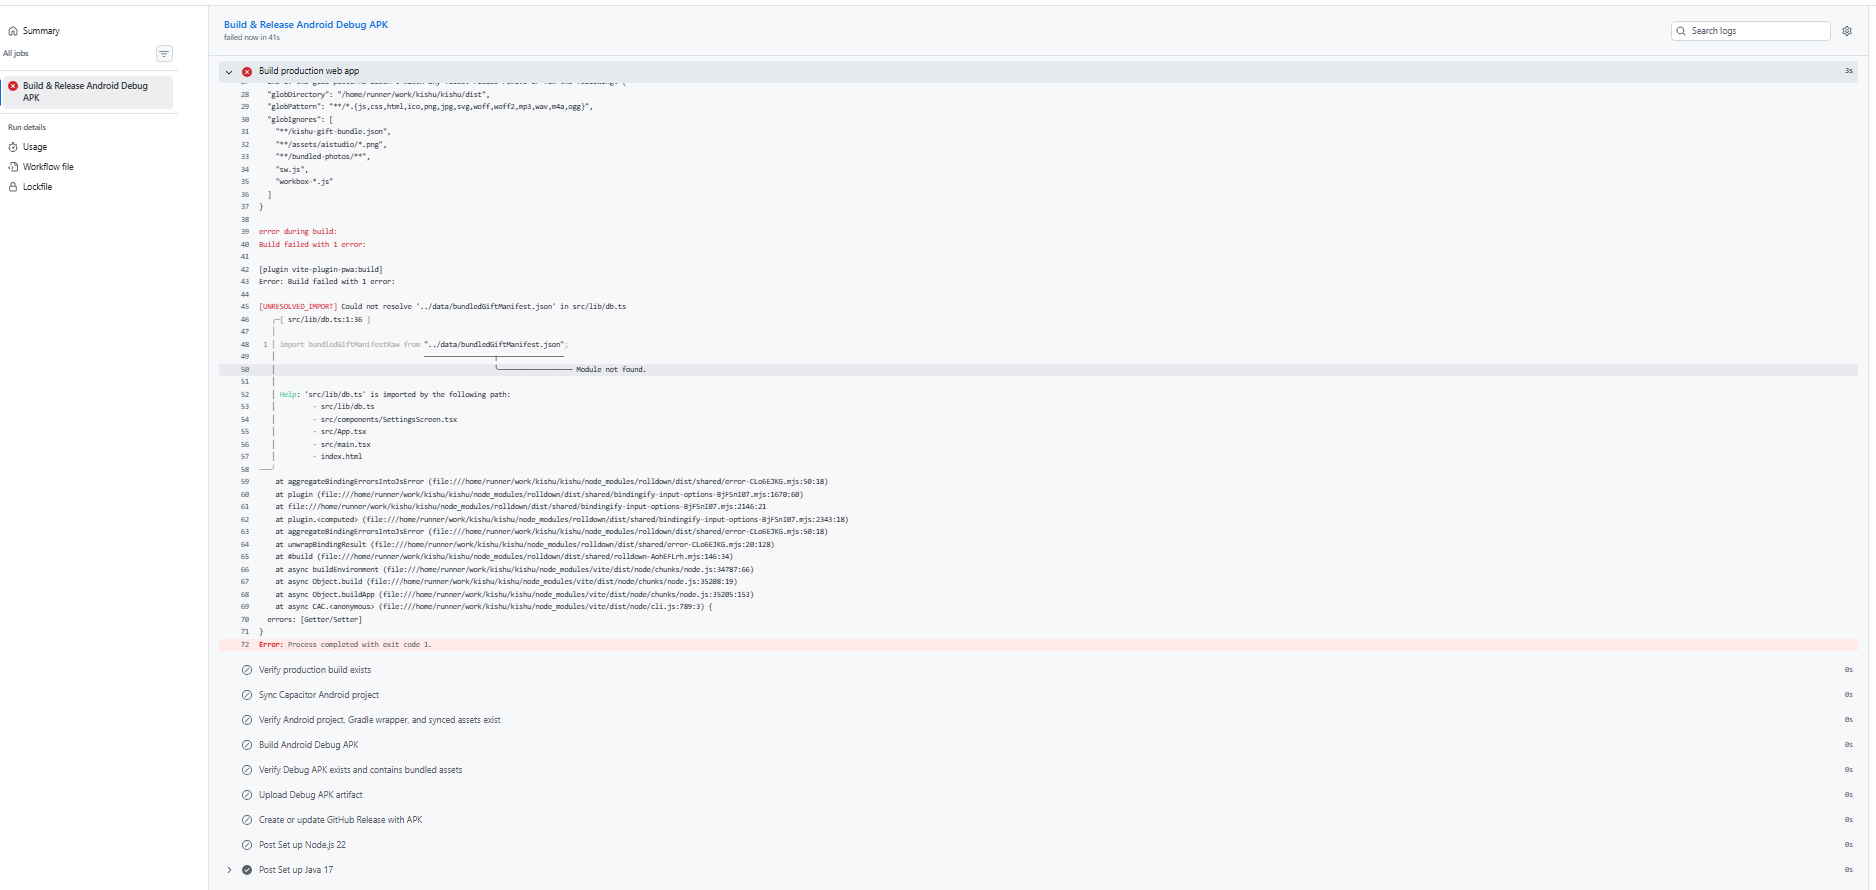 Summary
All jobs
Build & Release Android Debug APK
Run details
Usage
Workflow file
Lockfile
Build & Release Android Debug APK
failed now in 41s
Search logs
Build production web app 3s
28 "globDirectory": "/home/runner/work/kishu/kishu/dist",
29 "globPattern": "**/*.{js,css,html,ico,png,jpg,svg,woff,woff2,mp3,wav,m4a,ogg}",
30 "globIgnores": [
31 "**/kishu-gift-bundle.json",
32 "**/assets/aistudio/*.png",
33 "**/bundled-photos/**",
34 "sw.js",
35 "workbox-*.js"
36 ]
37 }
38
39 error during build:
40 Build failed with 1 error:
41
42 [plugin vite-plugin-pwa:build]
43 Error: Build failed with 1 error:
44
45 [UNRESOLVED_IMPORT] Could not resolve '../data/bundledGiftManifest.json' in src/lib/db.ts
46 ╭─[ src/lib/db.ts:1:36 ]
47 │
48 1 │ import bundledGiftManifestRaw from "../data/bundledGiftManifest.json";
49 │
50 │ Module not found.
51 │
52 │ Help: 'src/lib/db.ts' is imported by the following path:
53 │ - src/lib/db.ts
54 │ - src/components/SettingsScreen.tsx
55 │ - src/App.tsx
56 │ - src/main.tsx
57 │ - index.html
58 ───╯
59 at aggregateBindingErrorsIntoJsError (file:///home/runner/work/kishu/kishu/node_modules/rolldown/dist/shared/error-CLo6EJKG.mjs:50:18)
60 at plugin (file:///home/runner/work/kishu/kishu/node_modules/rolldown/dist/shared/bindingify-input-options-BjFSnI07.mjs:1670:60)
61 at file:///home/runner/work/kishu/kishu/node_modules/rolldown/dist/shared/bindingify-input-options-BjFSnI07.mjs:2146:21
62 at plugin.<computed> (file:///home/runner/work/kishu/kishu/node_modules/rolldown/dist/shared/bindingify-input-options-BjFSnI07.mjs:2343:18)
63 at aggregateBindingErrorsIntoJsError (file:///home/runner/work/kishu/kishu/node_modules/rolldown/dist/shared/error-CLo6EJKG.mjs:50:18)
64 at unwrapBindingResult (file:///home/runner/work/kishu/kishu/node_modules/rolldown/dist/shared/error-CLo6EJKG.mjs:20:128)
65 at #build (file:///home/runner/work/kishu/kishu/node_modules/rolldown/dist/shared/rolldown-AohEFLrh.mjs:146:34)
66 at async buildEnvironment (file:///home/runner/work/kishu/kishu/node_modules/vite/dist/node/chunks/node.js:34787:66)
67 at async Object.build (file:///home/runner/work/kishu/kishu/node_modules/vite/dist/node/chunks/node.js:35208:19)
68 at async Object.buildApp (file:///home/runner/work/kishu/kishu/node_modules/vite/dist/node/chunks/node.js:35205:153)
69 at async CAC.<anonymous> (file:///home/runner/work/kishu/kishu/node_modules/vite/dist/node/cli.js:789:3) {
70 errors: [Getter/Setter]
71 }
72 Error: Process completed with exit code 1.
Verify production build exists 0s
Sync Capacitor Android project 0s
Verify Android project, Gradle wrapper, and synced assets exist 0s
Build Android Debug APK 0s
Verify Debug APK exists and contains bundled assets 0s
Upload Debug APK artifact 0s
Create or update GitHub Release with APK 0s
Post Set up Node.js 22 0s
Post Set up Java 17 0s